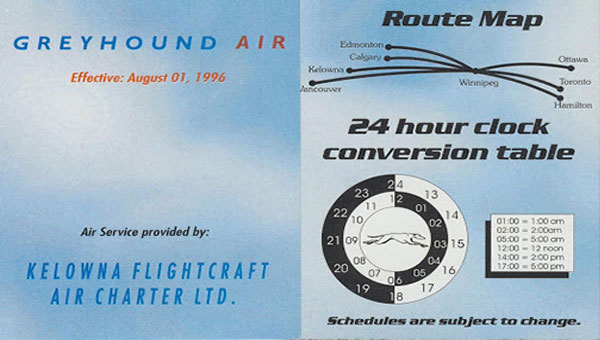 GREYHOUND AIR
Effective: August 01, 1996
Air Service provided by:
KELOWNA FLIGHTCRAFT
AIR CHARTER LTD.
Route Map
Edmonton
Calgary
Kelowna
Vancouver
Winnipeg
Ottawa
Toronto
Hamilton
24 hour clock
conversion table
23 24 13 14 15 16 17 18 19 20 21 22
12 01 02 03 04 05 06 07 08 09 10 11
01:00 = 1:00 am
02:00 = 2:00am
05:00 = 5:00 am
12:00 = 12 noon
14:00 = 2:00 pm
17:00 = 5:00 pm
Schedules are subject to change.